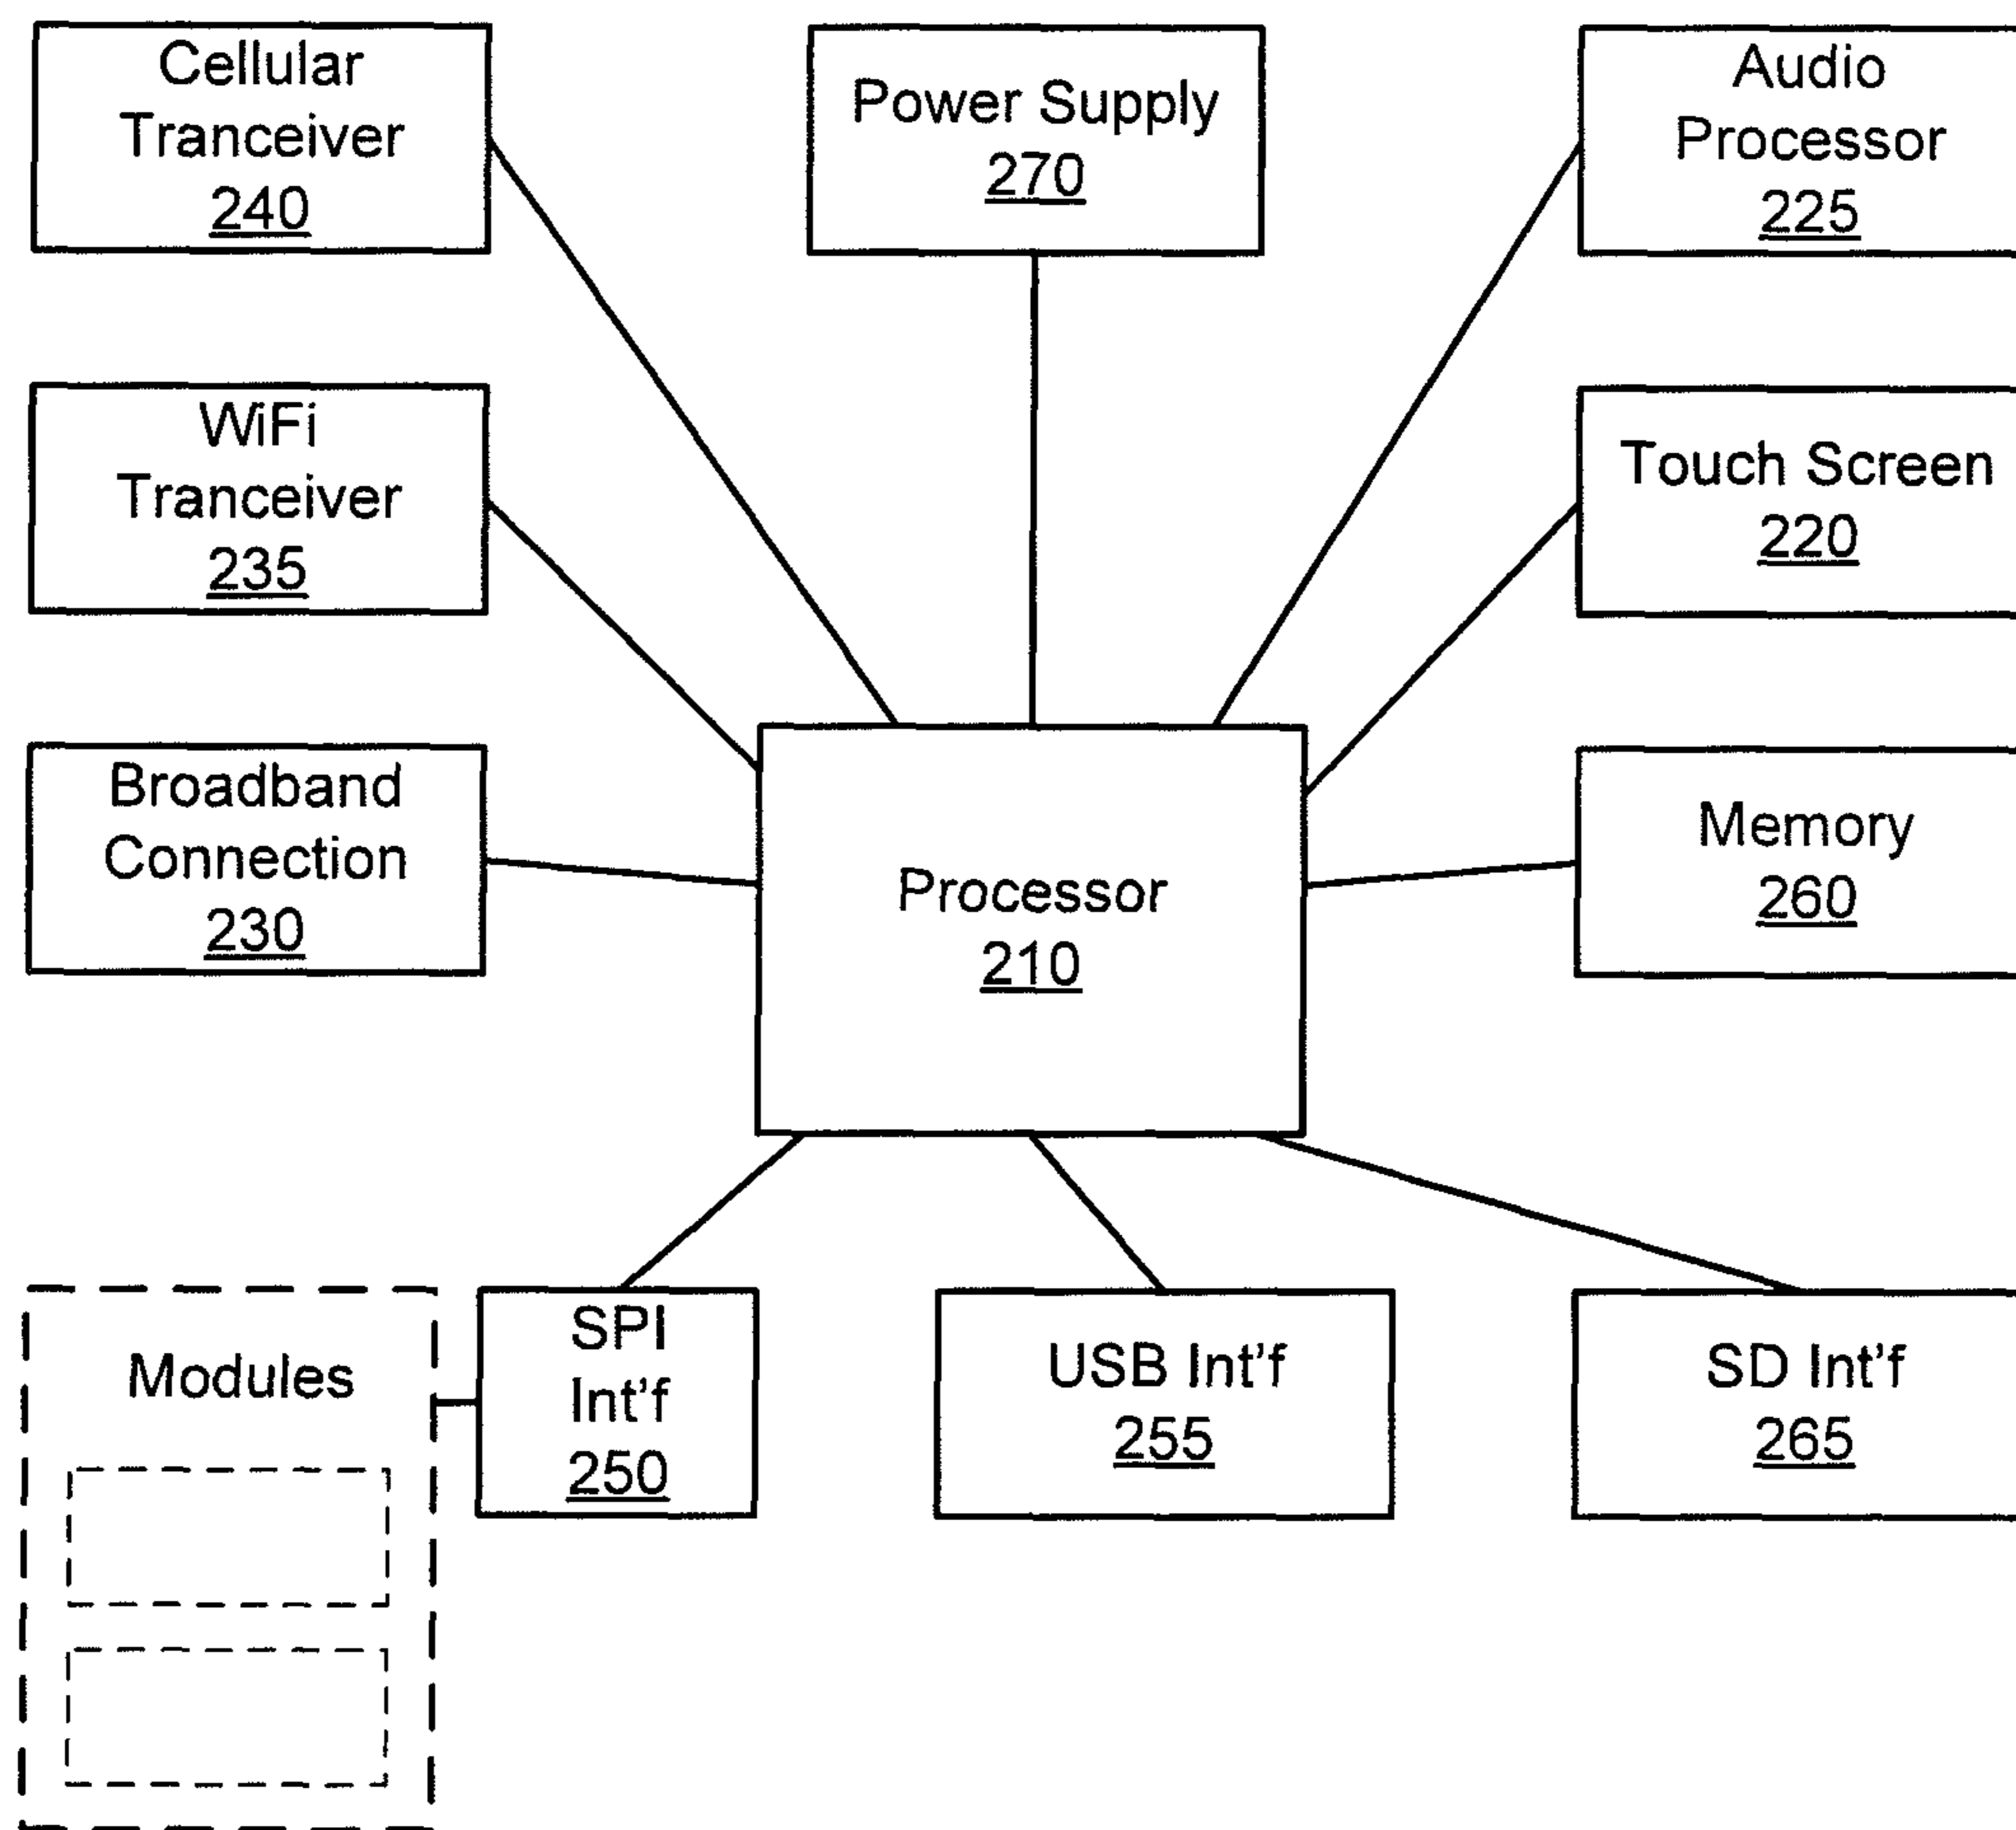 Cellular
Tranceiver
240
Power Supply
270
Audio
Processor
225
WiFi
Tranceiver
235
Touch Screen
220
Broadband
Connection
230
Processor
210
Memory
260
Modules
SPI
Int'f
250
USB Int'f
255
SD Int'f
265